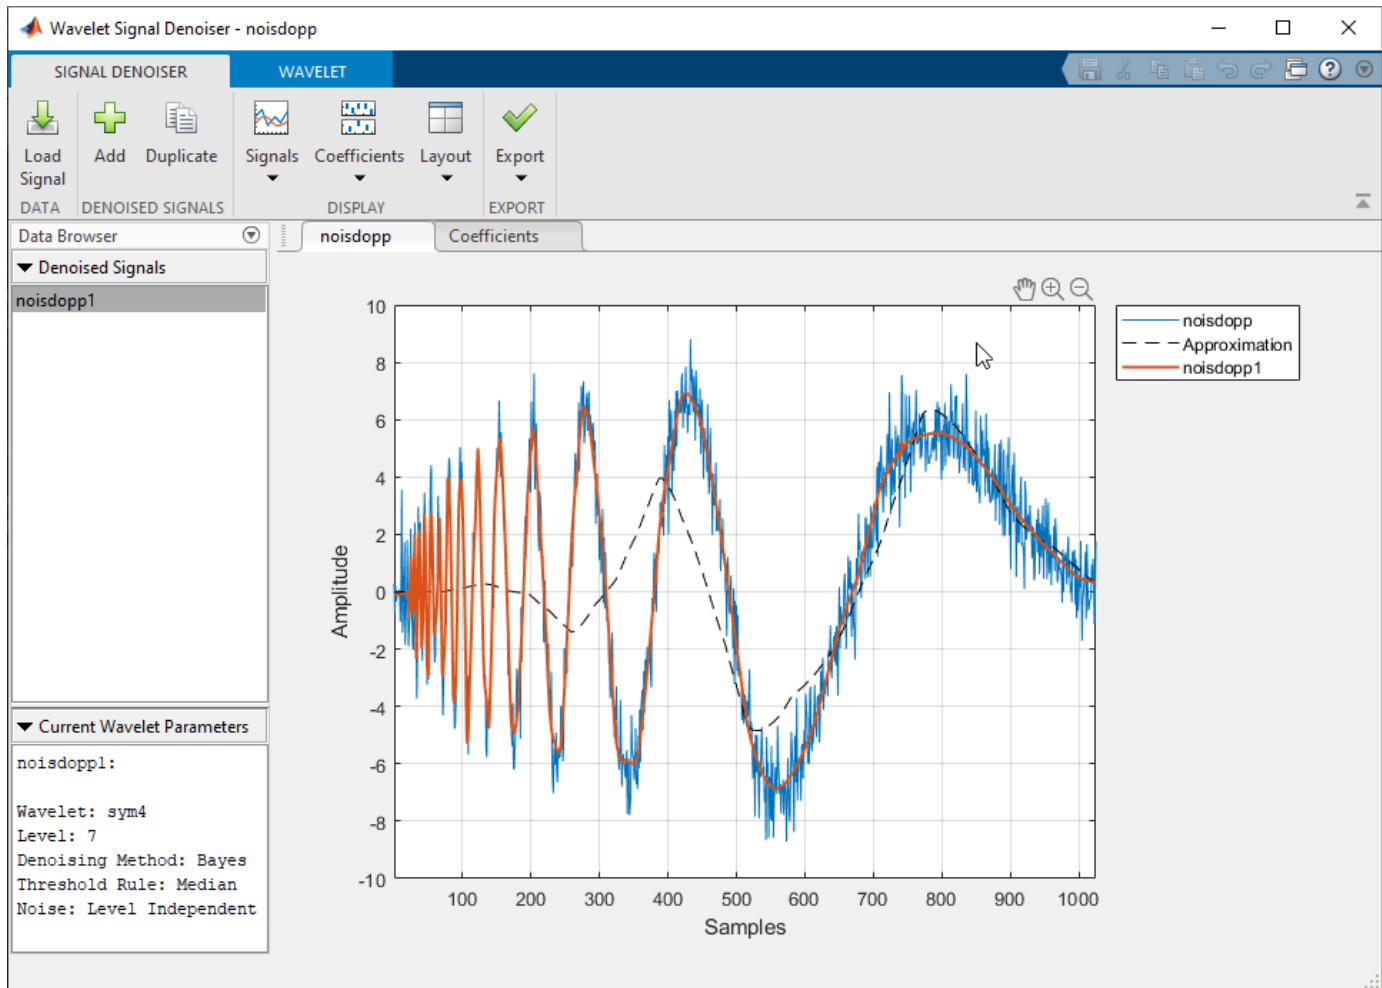 Wavelet Signal Denoiser - noisdopp
SIGNAL DENOISER
WAVELET
Load Signal
Add
Duplicate
Signals
Coefficients
Layout
Export
DATA
DENOISED SIGNALS
DISPLAY
EXPORT
Data Browser
Denoised Signals
noisdopp1
Current Wavelet Parameters
noisdopp1:
Wavelet: sym4
Level: 7
Denoising Method: Bayes
Threshold Rule: Median
Noise: Level Independent
noisdopp
Coefficients
10
8
6
4
2
0
-2
-4
-6
-8
-10
Amplitude
100 200 300 400 500 600 700 800 900 1000
Samples
noisdopp
Approximation
noisdopp1